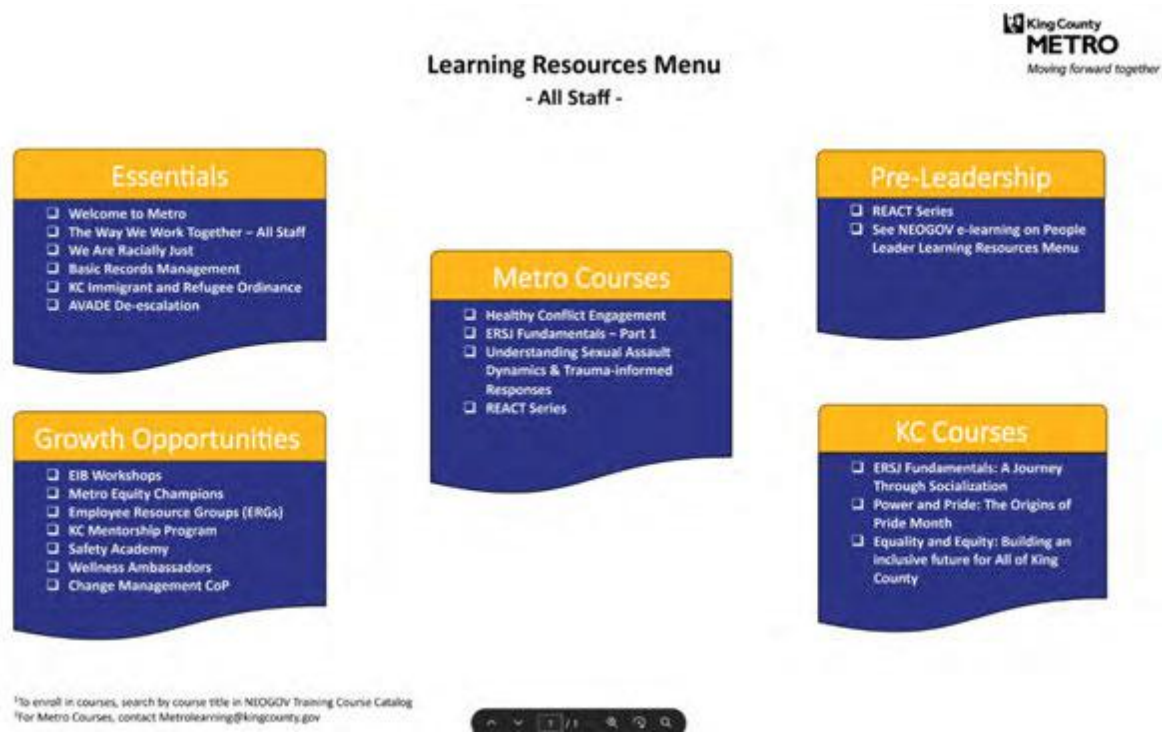 King County
METRO
Moving forward together
Learning Resources Menu
- All Staff -
Essentials
Welcome to Metro
The Way We Work Together – All Staff
We Are Racially Just
Basic Records Management
KC Immigrant and Refugee Ordinance
AVADE De-escalation
Growth Opportunities
EIB Workshops
Metro Equity Champions
Employee Resource Groups (ERGs)
KC Mentorship Program
Safety Academy
Wellness Ambassadors
Change Management CoP
Metro Courses
Healthy Conflict Engagement
ERSJ Fundamentals – Part 1
Understanding Sexual Assault
Dynamics & Trauma-informed
Responses
REACT Series
Pre-Leadership
REACT Series
See NEOGOV e-learning on People
Leader Learning Resources Menu
KC Courses
ERSJ Fundamentals: A Journey
Through Socialization
Power and Pride: The Origins of
Pride Month
Equality and Equity: Building an
inclusive future for All of King
County
To enroll in courses, search by course title in NEOGOV Training Course Catalog
For Metro Courses, contact Metrolearning@kingcounty.gov
1 / 1